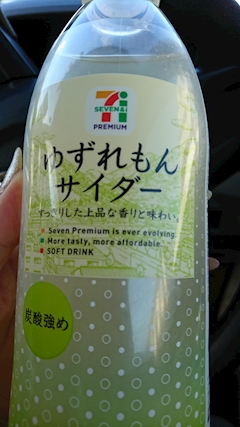 SEVEN&i
PREMIUM
ゆずれもん
サイダー
すっきりした上品な香りと味わい。
Seven Premium is ever evolving.
More tasty, more affordable.
SOFT DRINK
炭酸強め